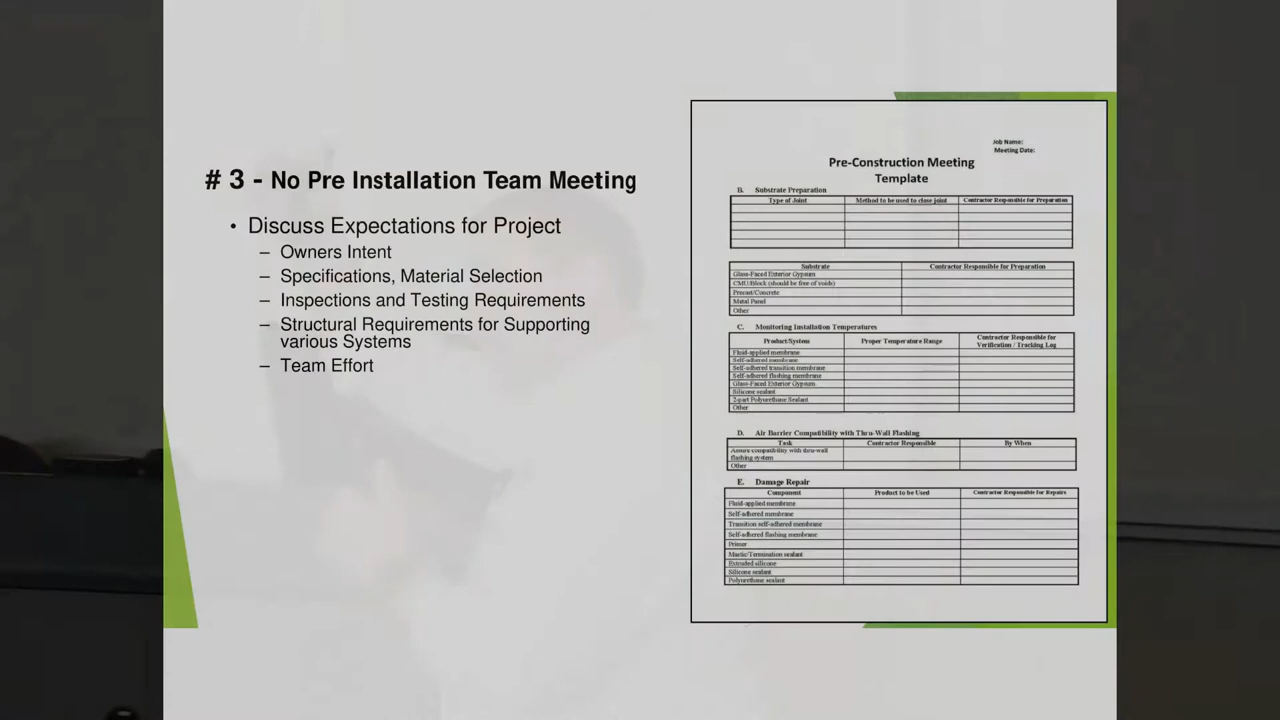 # 3 - No Pre Installation Team Meeting
• Discuss Expectations for Project
– Owners Intent
– Specifications, Material Selection
– Inspections and Testing Requirements
– Structural Requirements for Supporting
various Systems
– Team Effort
Job Name:
Meeting Date:
Pre-Construction Meeting
Template
B. Substrate Preparation
Type of Joint Method to be used to close joint Contractor Responsible for Preparation
Substrate Contractor Responsible for Preparation
Glass-Faced Exterior Gypsum
CMU/Block (should be free of voids)
Precast/Concrete
Metal Panel
Other
C. Monitoring Installation Temperatures
Product/System Proper Temperature Range Contractor Responsible for
Verification / Tracking Log
Fluid-applied membrane
Self-adhered membrane
Self-adhered transition membrane
Self-adhered flashing membrane
Glass-Faced Exterior Gypsum
Silicone sealant
2-part Polyurethane Sealant
Other
D. Air Barrier Compatibility with Thru-Wall Flashing
Task Contractor Responsible By When
Assure compatibility with thru-wall
flashing system
Other
E. Damage Repair
Component Product to be Used Contractor Responsible for Repairs
Fluid-applied membrane
Self-adhered membrane
Transition self-adhered membrane
Self-adhered flashing membrane
Primer
Mastic/Termination sealant
Extruded silicone
Silicone sealant
Polyurethane sealant